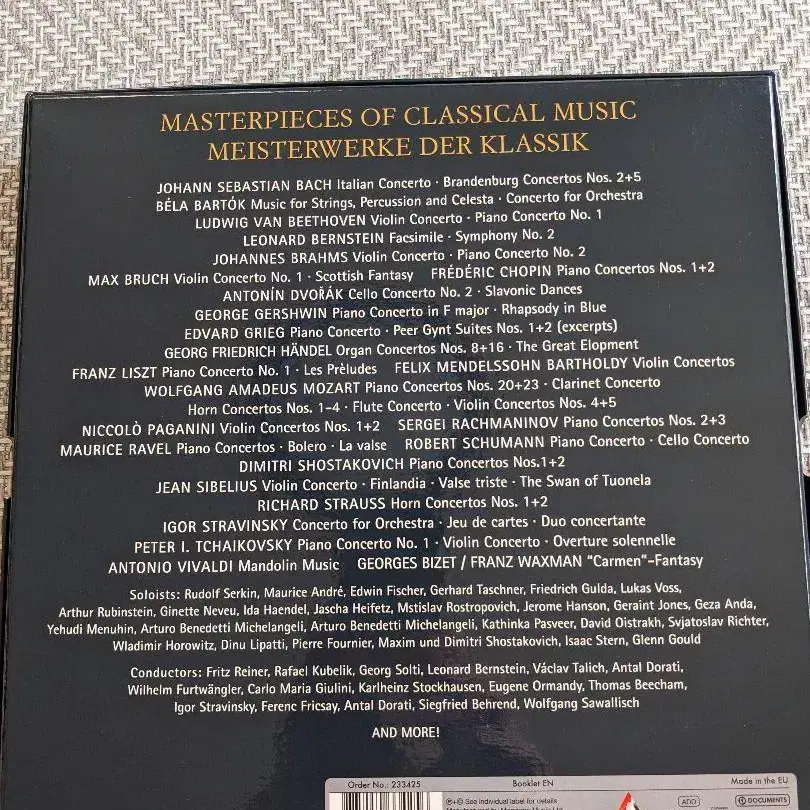 MASTERPIECES OF CLASSICAL MUSIC
MEISTERWERKE DER KLASSIK
JOHANN SEBASTIAN BACH Italian Concerto · Brandenburg Concertos Nos. 2+5
BÉLA BARTÓK Music for Strings, Percussion and Celesta · Concerto for Orchestra
LUDWIG VAN BEETHOVEN Violin Concerto · Piano Concerto No. 1
LEONARD BERNSTEIN Facsimile · Symphony No. 2
JOHANNES BRAHMS Violin Concerto · Piano Concerto No. 2
MAX BRUCH Violin Concerto No. 1 · Scottish Fantasy FRÉDÉRIC CHOPIN Piano Concertos Nos. 1+2
ANTONÍN DVOŘÁK Cello Concerto No. 2 · Slavonic Dances
GEORGE GERSHWIN Piano Concerto in F major · Rhapsody in Blue
EDVARD GRIEG Piano Concerto · Peer Gynt Suites Nos. 1+2 (excerpts)
GEORG FRIEDRICH HÄNDEL Organ Concertos Nos. 8+16 · The Great Elopment
FRANZ LISZT Piano Concerto No. 1 · Les Prèludes FELIX MENDELSSOHN BARTHOLDY Violin Concertos
WOLFGANG AMADEUS MOZART Piano Concertos Nos. 20+23 · Clarinet Concerto
Horn Concertos Nos. 1-4 · Flute Concerto · Violin Concertos Nos. 4+5
NICCOLÒ PAGANINI Violin Concertos Nos. 1+2 SERGEI RACHMANINOV Piano Concertos Nos. 2+3
MAURICE RAVEL Piano Concertos · Bolero · La valse ROBERT SCHUMANN Piano Concerto · Cello Concerto
DIMITRI SHOSTAKOVICH Piano Concertos Nos.1+2
JEAN SIBELIUS Violin Concerto · Finlandia · Valse triste · The Swan of Tuonela
RICHARD STRAUSS Horn Concertos Nos. 1+2
IGOR STRAVINSKY Concerto for Orchestra · Jeu de cartes · Duo concertante
PETER I. TCHAIKOVSKY Piano Concerto No. 1 · Violin Concerto · Overture solennelle
ANTONIO VIVALDI Mandolin Music GEORGES BIZET / FRANZ WAXMAN "Carmen"-Fantasy
Soloists: Rudolf Serkin, Maurice André, Edwin Fischer, Gerhard Taschner, Friedrich Gulda, Lukas Voss,
Arthur Rubinstein, Ginette Neveu, Ida Haendel, Jascha Heifetz, Mstislav Rostropovich, Jerome Hanson, Geraint Jones, Geza Anda,
Yehudi Menuhin, Arturo Benedetti Michelangeli, Arturo Benedetti Michelangeli, Kathinka Pasveer, David Oistrakh, Svjatoslav Richter,
Wladimir Horowitz, Dinu Lipatti, Pierre Fournier, Maxim und Dimitri Shostakovich, Isaac Stern, Glenn Gould
Conductors: Fritz Reiner, Rafael Kubelik, Georg Solti, Leonard Bernstein, Václav Talich, Antal Dorati,
Wilhelm Furtwängler, Carlo Maria Giulini, Karlheinz Stockhausen, Eugene Ormandy, Thomas Beecham,
Igor Stravinsky, Ferenc Fricsay, Antal Dorati, Siegfried Behrend, Wolfgang Sawallisch
AND MORE!
Order No.: 233425 Booklet EN Made in the EU
See individual label for details ADD DOCUMENTS